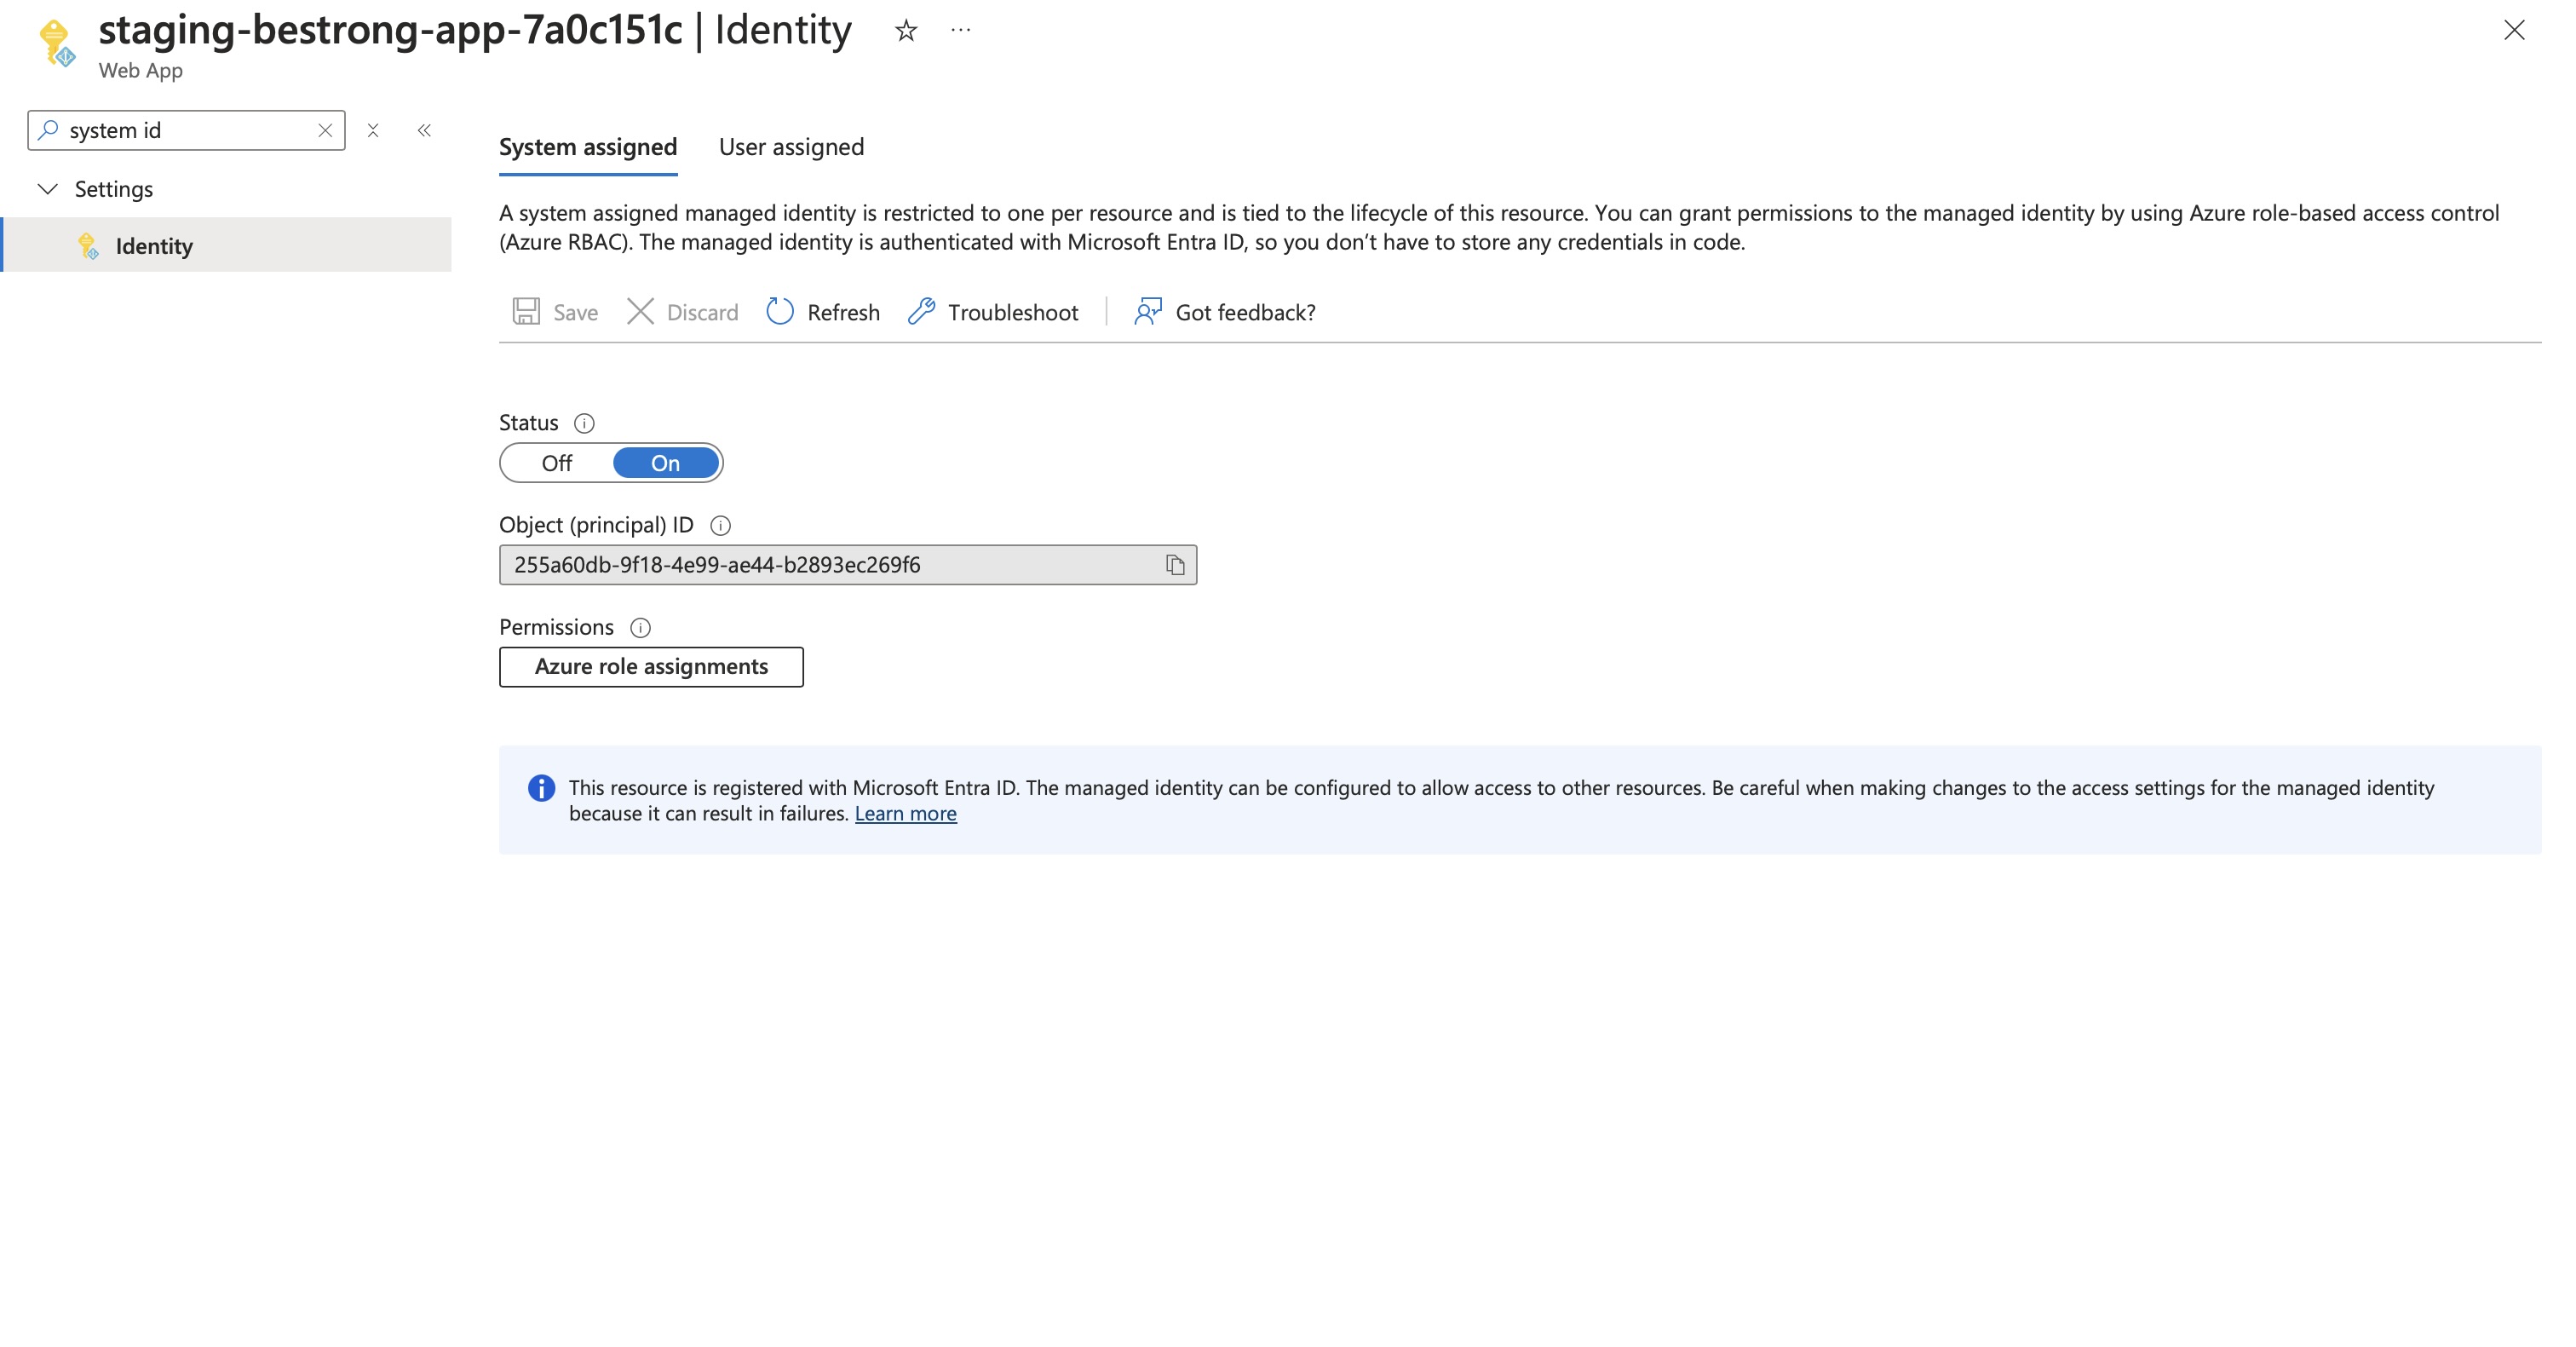 staging-bestrong-app-7a0c151c | Identity
Web App
system id
Settings
Identity
System assigned
User assigned
A system assigned managed identity is restricted to one per resource and is tied to the lifecycle of this resource. You can grant permissions to the managed identity by using Azure role-based access control
(Azure RBAC). The managed identity is authenticated with Microsoft Entra ID, so you don’t have to store any credentials in code.
Save
Discard
Refresh
Troubleshoot
Got feedback?
Status
Off
On
Object (principal) ID
255a60db-9f18-4e99-ae44-b2893ec269f6
Permissions
Azure role assignments
This resource is registered with Microsoft Entra ID. The managed identity can be configured to allow access to other resources. Be careful when making changes to the access settings for the managed identity
because it can result in failures. Learn more